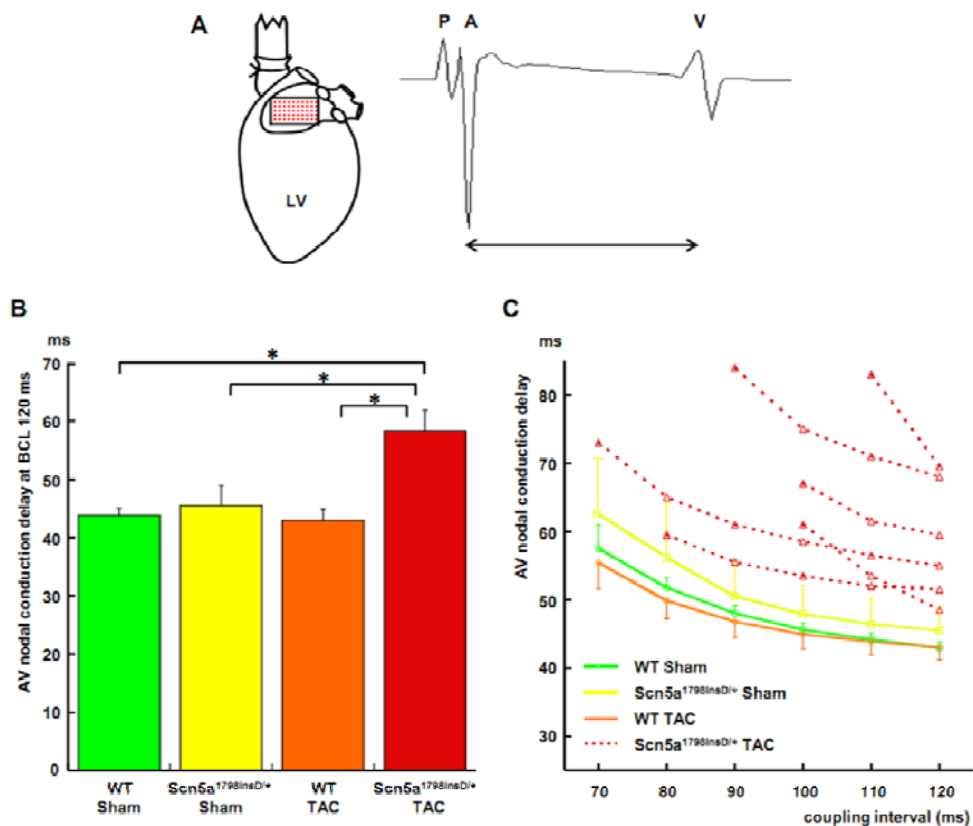 A
P A V
LV
B
ms
AV nodal conduction delay at BCL 120 ms
70
60
50
40
30
20
10
0
*
*
*
WT Sham
Scn5a1798InsD/+ Sham
WT TAC
Scn5a1798InsD/+ TAC
C
ms
AV nodal conduction delay
80
70
60
50
40
30
WT Sham
Scn5a1798InsD/+ Sham
WT TAC
Scn5a1798InsD/+ TAC
70 80 90 100 110 120
coupling interval (ms)